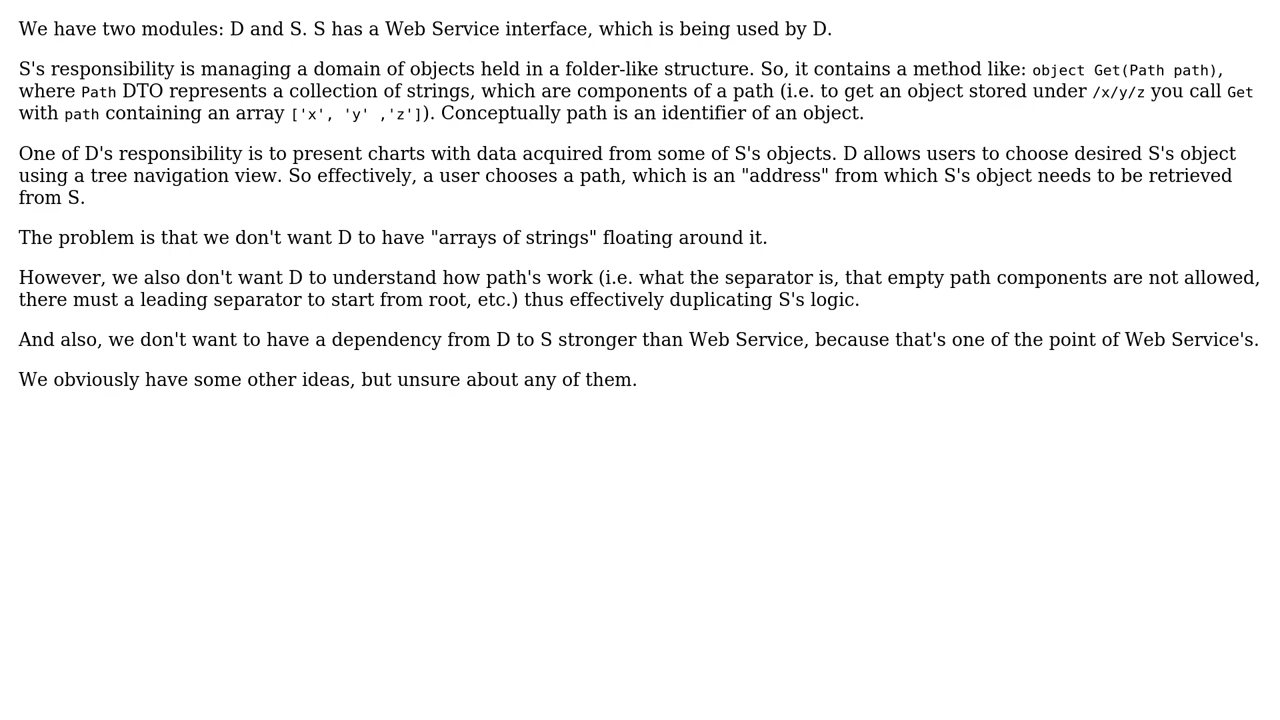 We have two modules: D and S. S has a Web Service interface, which is being used by D.
S's responsibility is managing a domain of objects held in a folder-like structure. So, it contains a method like: object Get(Path path),
where Path DTO represents a collection of strings, which are components of a path (i.e. to get an object stored under /x/y/z you call Get
with path containing an array ['x', 'y' ,'z']). Conceptually path is an identifier of an object.
One of D's responsibility is to present charts with data acquired from some of S's objects. D allows users to choose desired S's object
using a tree navigation view. So effectively, a user chooses a path, which is an "address" from which S's object needs to be retrieved
from S.
The problem is that we don't want D to have "arrays of strings" floating around it.
However, we also don't want D to understand how path's work (i.e. what the separator is, that empty path components are not allowed,
there must a leading separator to start from root, etc.) thus effectively duplicating S's logic.
And also, we don't want to have a dependency from D to S stronger than Web Service, because that's one of the point of Web Service's.
We obviously have some other ideas, but unsure about any of them.